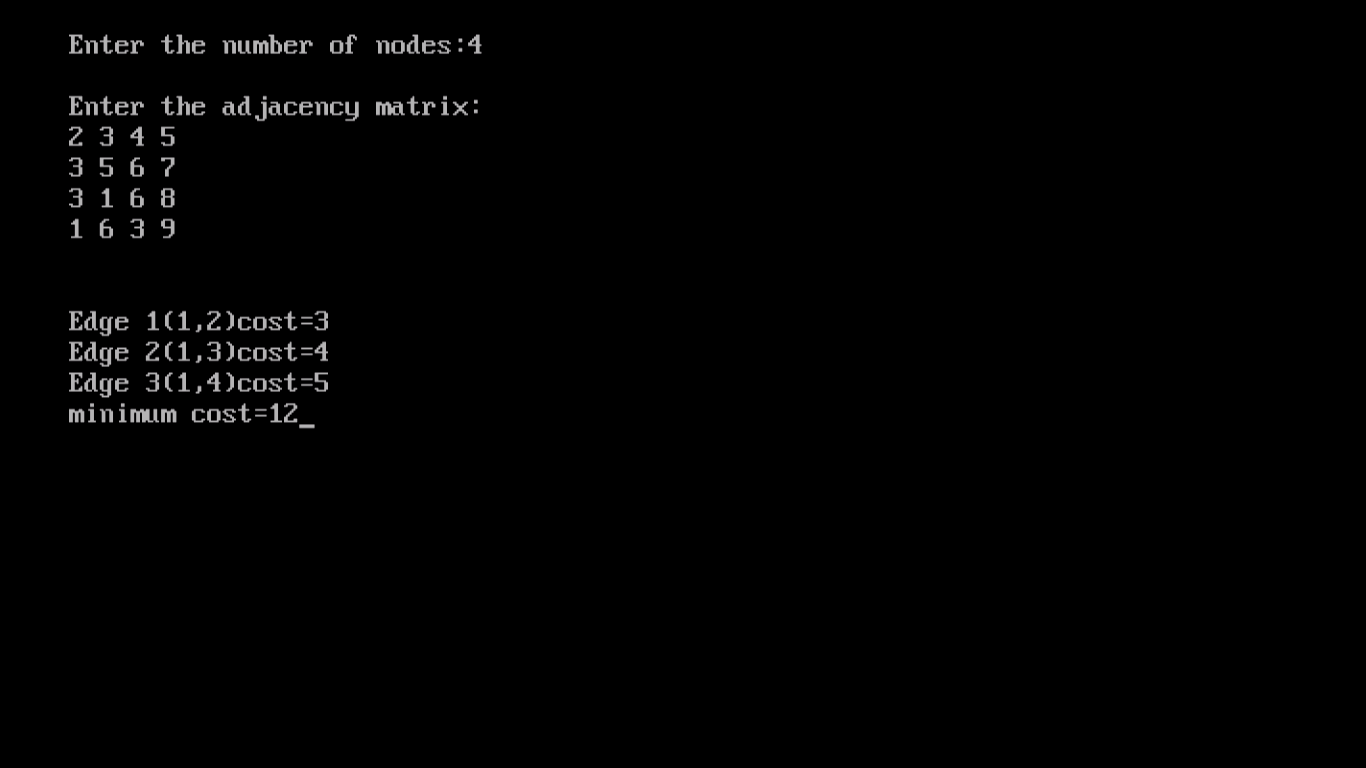 Enter the number of nodes:4
Enter the adjacency matrix:
2 3 4 5
3 5 6 7
3 1 6 8
1 6 3 9
Edge 1(1,2)cost=3
Edge 2(1,3)cost=4
Edge 3(1,4)cost=5
minimum cost=12_